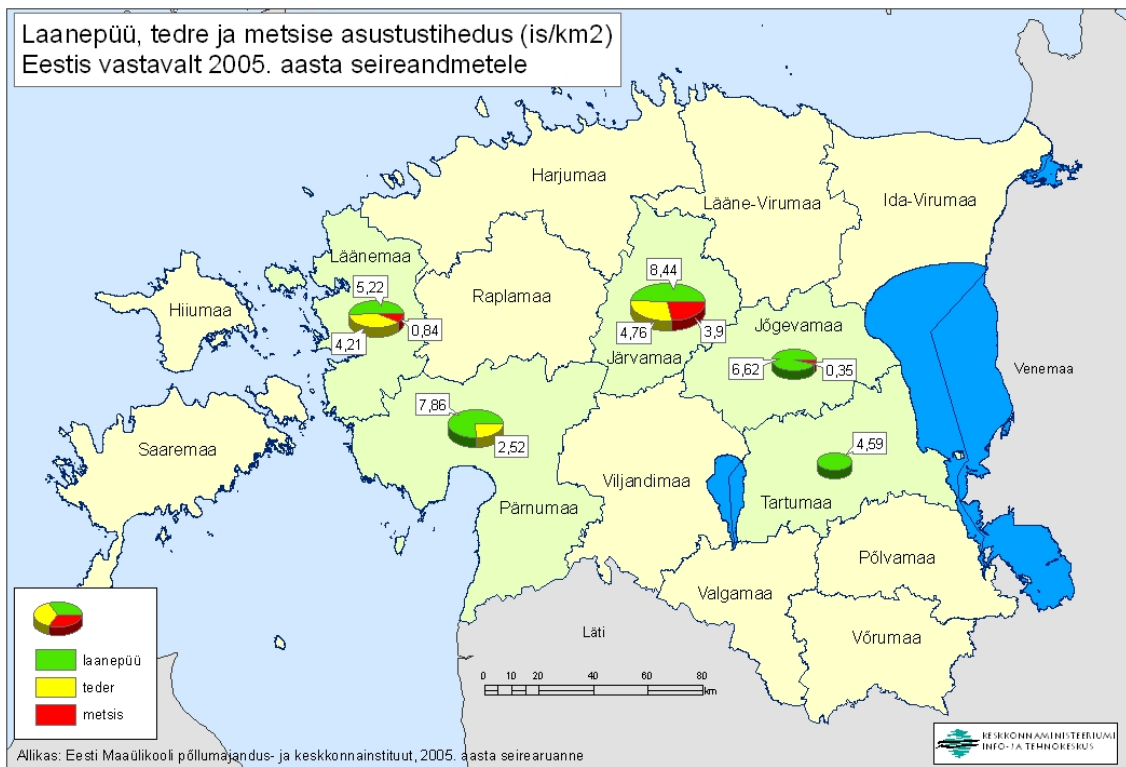 Laanepüü, tedre ja metsise asustustihedus (is/km2)
Eestis vastavalt 2005. aasta seireandmetele
Harjumaa
Lääne-Virumaa
Ida-Virumaa
Läänemaa
8,44
5,22
Raplamaa
Hiiumaa
4,76
3,9
Jõgevamaa
4,21
0,84
Järvamaa
6,62
0,35
Venemaa
7,86
2,52
4,59
Saaremaa
Viljandimaa
Tartumaa
Pärnumaa
Põlvamaa
Valgamaa
Läti
Võrumaa
laanepüü
teder
metsis
0 10 20 40 60 80
km
Allikas: Eesti Maaülikooli põllumajandus- ja keskkonnainstituut, 2005. aasta seirearuanne
KESKKONNAMINISTEERIUMI
INFO- JA TEHNOKESKUS